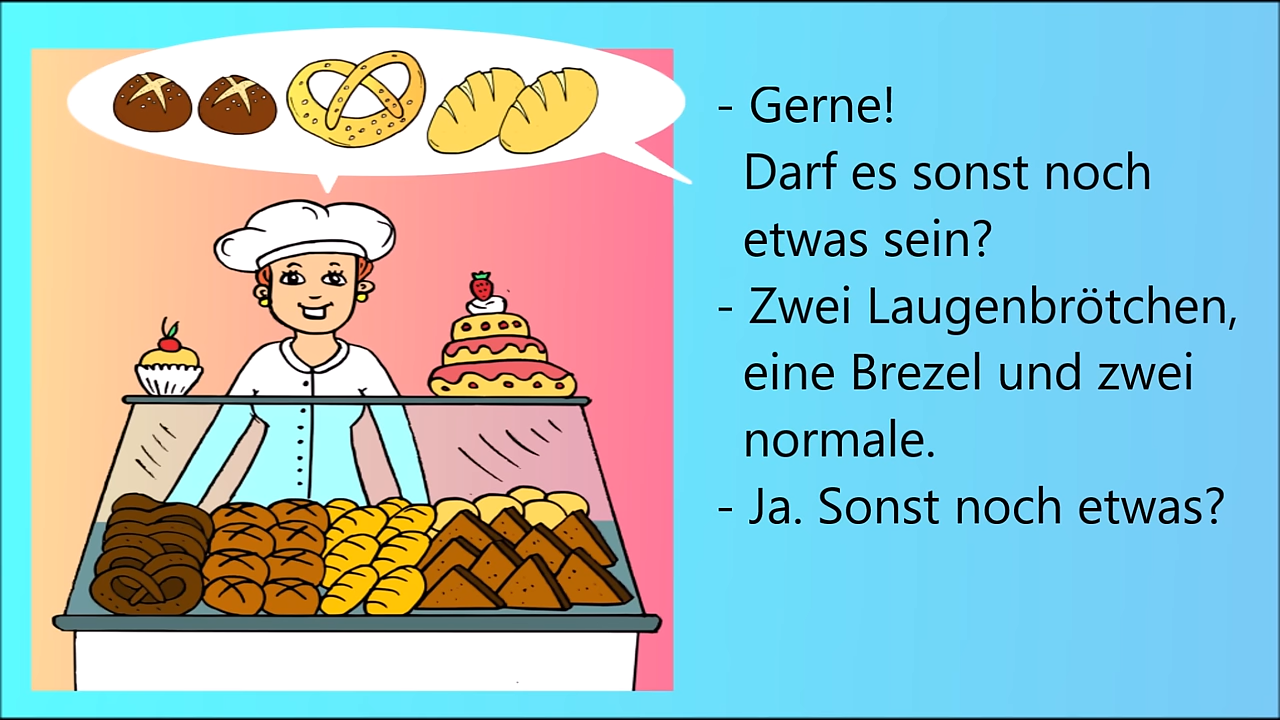 - Gerne!
Darf es sonst noch
etwas sein?
- Zwei Laugenbrötchen,
eine Brezel und zwei
normale.
- Ja. Sonst noch etwas?